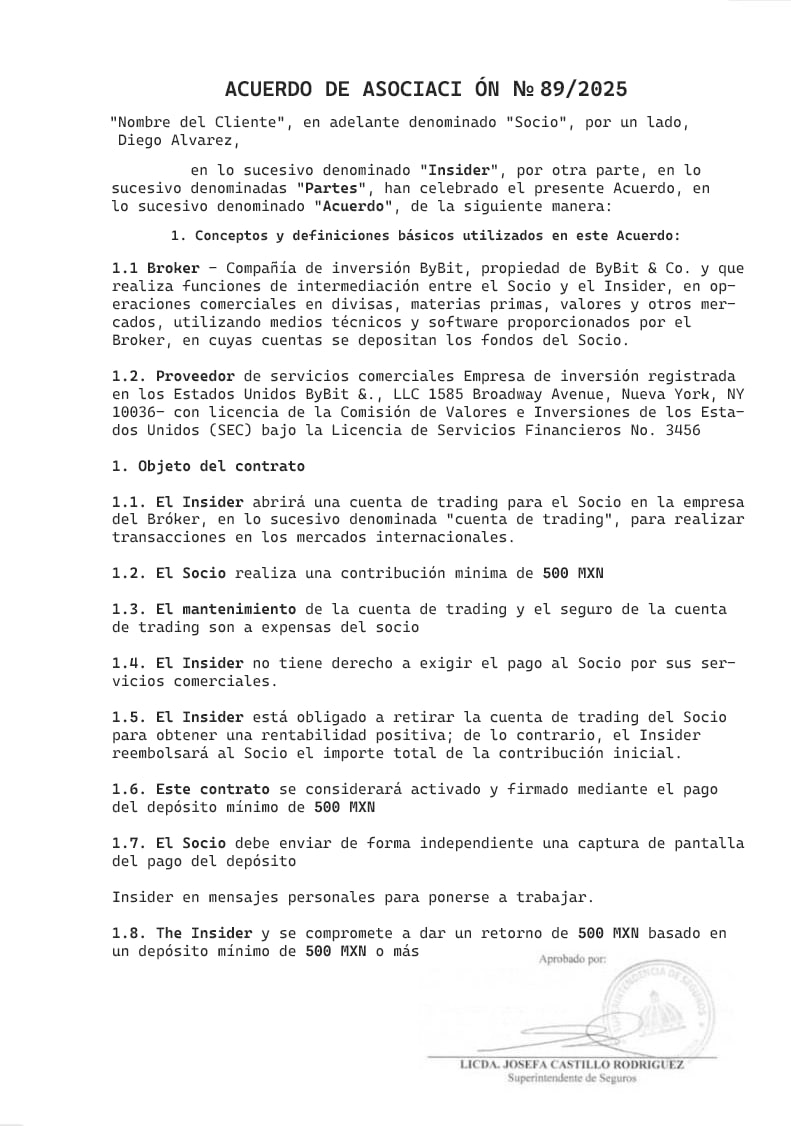 ACUERDO DE ASOCIACI ÓN № 89/2025
"Nombre del Cliente", en adelante denominado "Socio", por un lado,
Diego Alvarez,
en lo sucesivo denominado "Insider", por otra parte, en lo
sucesivo denominadas "Partes", han celebrado el presente Acuerdo, en
lo sucesivo denominado "Acuerdo", de la siguiente manera:
1. Conceptos y definiciones básicos utilizados en este Acuerdo:
1.1 Broker – Compañía de inversión ByBit, propiedad de ByBit & Co. y que
realiza funciones de intermediación entre el Socio y el Insider, en op–
eraciones comerciales en divisas, materias primas, valores y otros mer–
cados, utilizando medios técnicos y software proporcionados por el
Broker, en cuyas cuentas se depositan los fondos del Socio.
1.2. Proveedor de servicios comerciales Empresa de inversión registrada
en los Estados Unidos ByBit &., LLC 1585 Broadway Avenue, Nueva York, NY
10036– con licencia de la Comisión de Valores e Inversiones de los Esta–
dos Unidos (SEC) bajo la Licencia de Servicios Financieros No. 3456
1. Objeto del contrato
1.1. El Insider abrirá una cuenta de trading para el Socio en la empresa
del Bróker, en lo sucesivo denominada "cuenta de trading", para realizar
transacciones en los mercados internacionales.
1.2. El Socio realiza una contribución minima de 500 MXN
1.3. El mantenimiento de la cuenta de trading y el seguro de la cuenta
de trading son a expensas del socio
1.4. El Insider no tiene derecho a exigir el pago al Socio por sus ser–
vicios comerciales.
1.5. El Insider está obligado a retirar la cuenta de trading del Socio
para obtener una rentabilidad positiva; de lo contrario, el Insider
reembolsará al Socio el importe total de la contribución inicial.
1.6. Este contrato se considerará activado y firmado mediante el pago
del depósito mínimo de 500 MXN
1.7. El Socio debe enviar de forma independiente una captura de pantalla
del pago del depósito
Insider en mensajes personales para ponerse a trabajar.
1.8. The Insider y se compromete a dar un retorno de 500 MXN basado en
un depósito mínimo de 500 MXN o más
Aprobado por:
SUPERINTENDENCIA DE SEGUROS
LICDA. JOSEFA CASTILLO RODRIGUEZ
Superintendente de Seguros